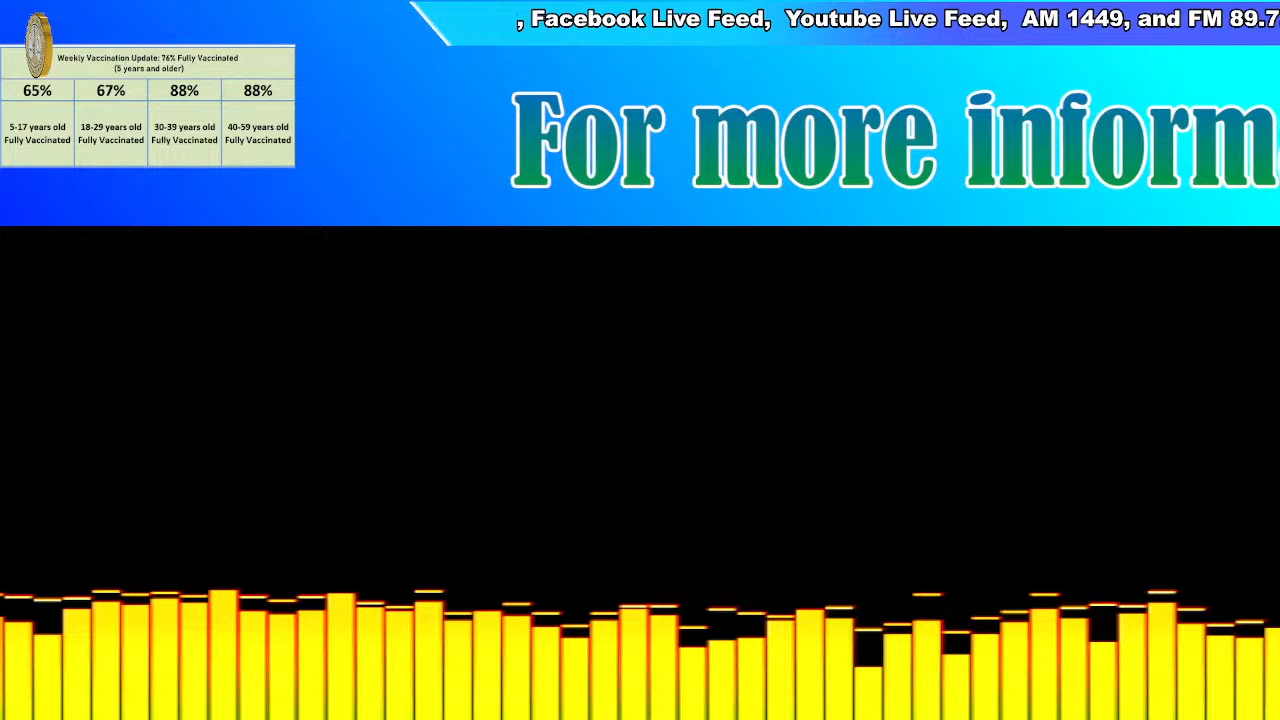 , Facebook Live Feed, Youtube Live Feed, AM 1449, and FM 89.7
Weekly Vaccination Update: 76% Fully Vaccinated
(5 years and older)
65% 67% 88% 88%
5-17 years old 18-29 years old 30-39 years old 40-59 years old
Fully Vaccinated Fully Vaccinated Fully Vaccinated Fully Vaccinated
For more inform